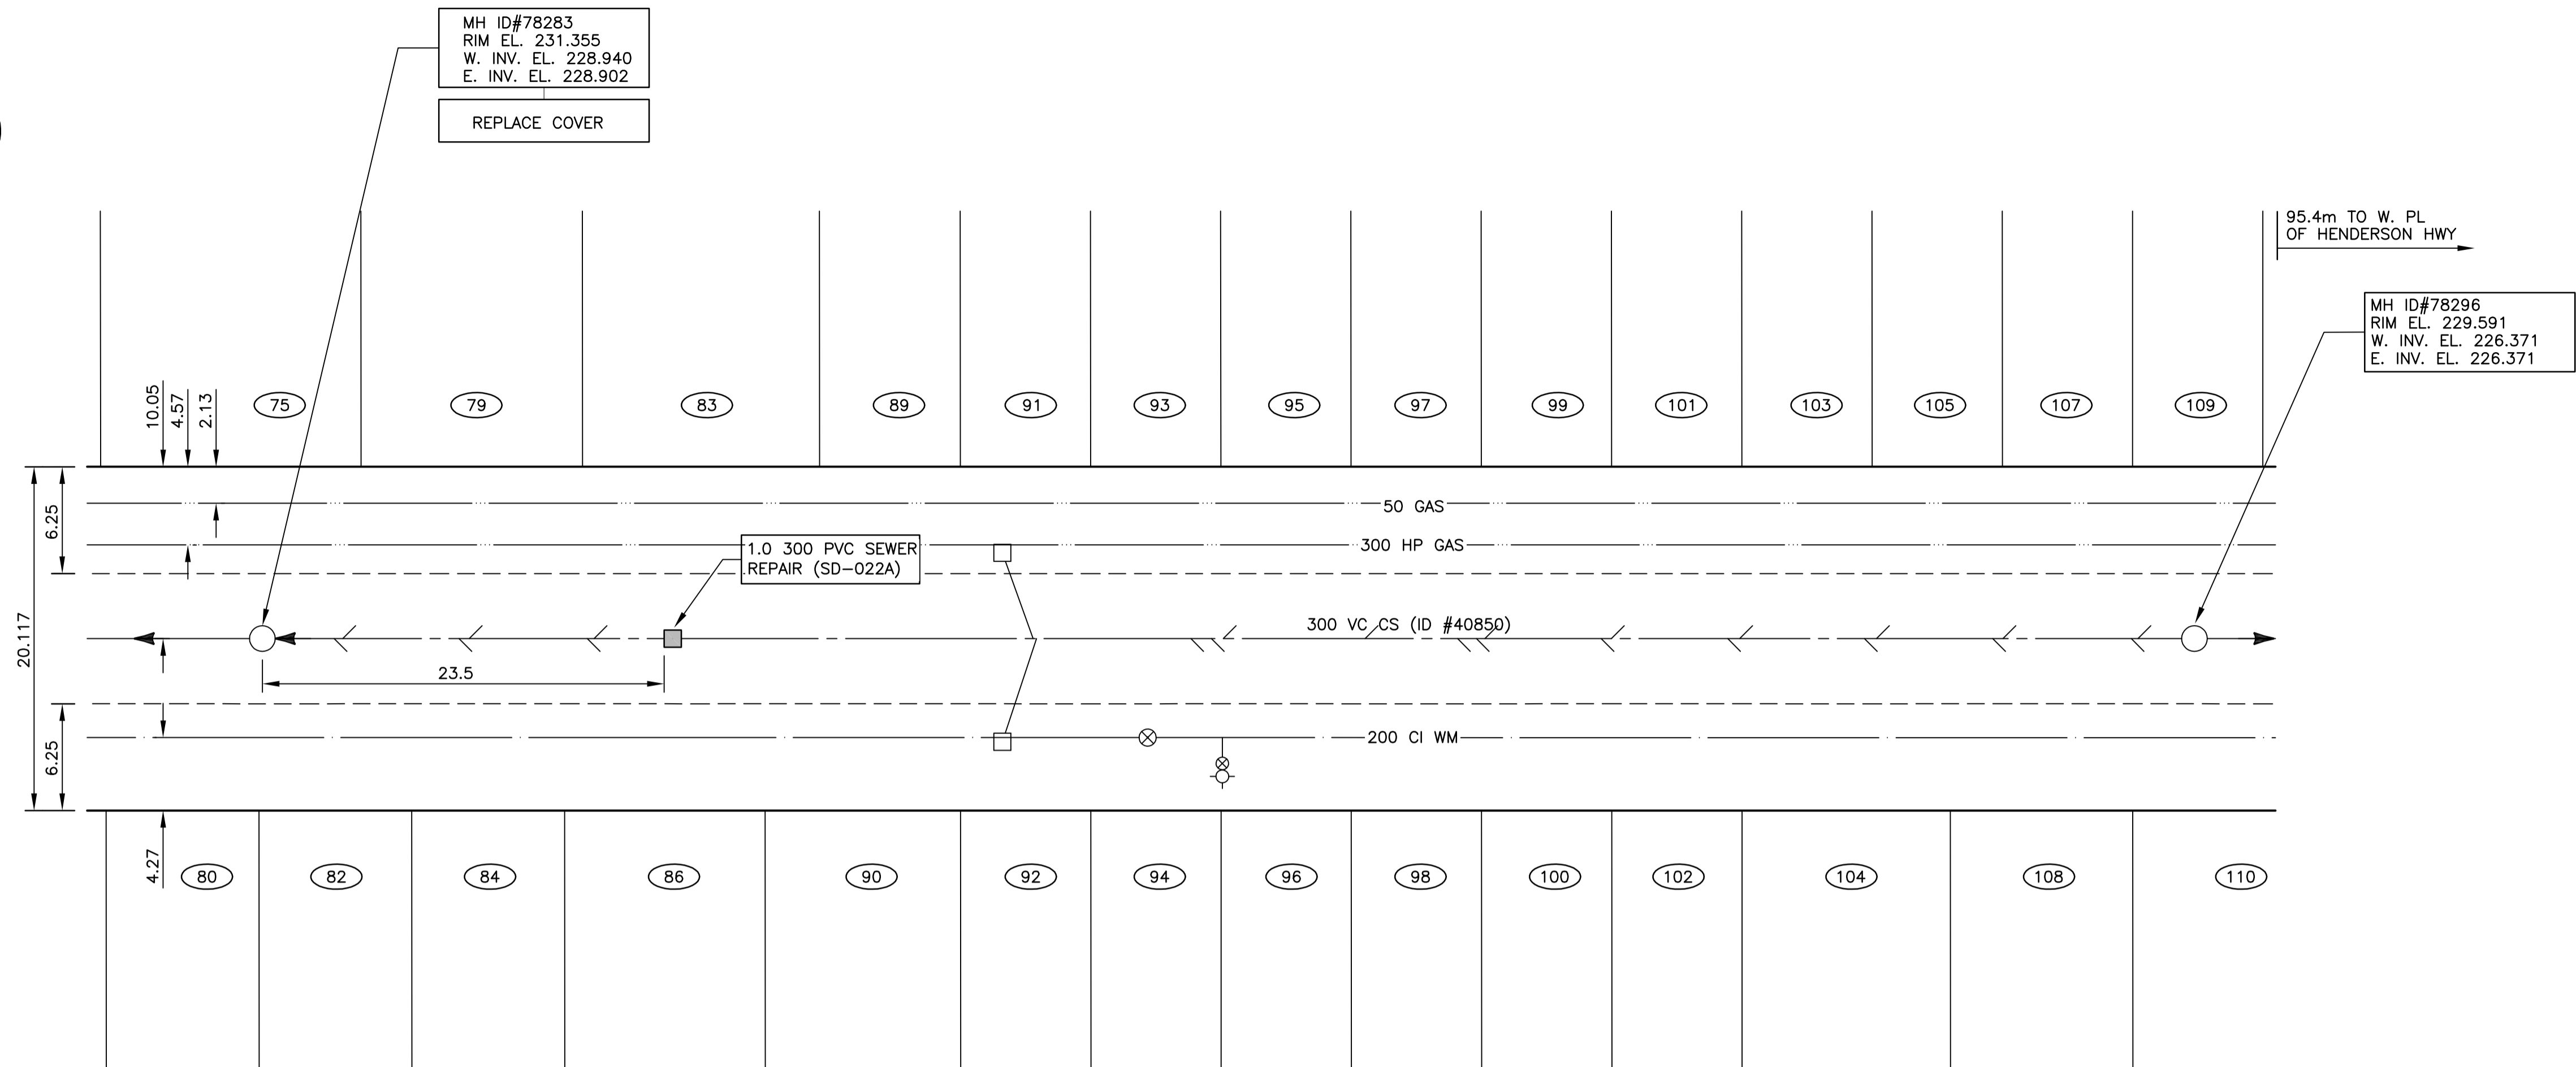 MH ID#78283
RIM EL. 231.355
W. INV. EL. 228.940
E. INV. EL. 228.902
REPLACE COVER
95.4m TO W. PL
OF HENDERSON HWY
MH ID#78296
RIM EL. 229.591
W. INV. EL. 226.371
E. INV. EL. 226.371
10.05
4.57
2.13
75
79
83
89
91
93
95
97
99
101
103
105
107
109
50 GAS
6.25
300 HP GAS
1.0 300 PVC SEWER
REPAIR (SD-022A)
20.117
300 VC CS (ID #40850)
23.5
6.25
200 CI WM
4.27
80
82
84
86
90
92
94
96
98
100
102
104
108
110